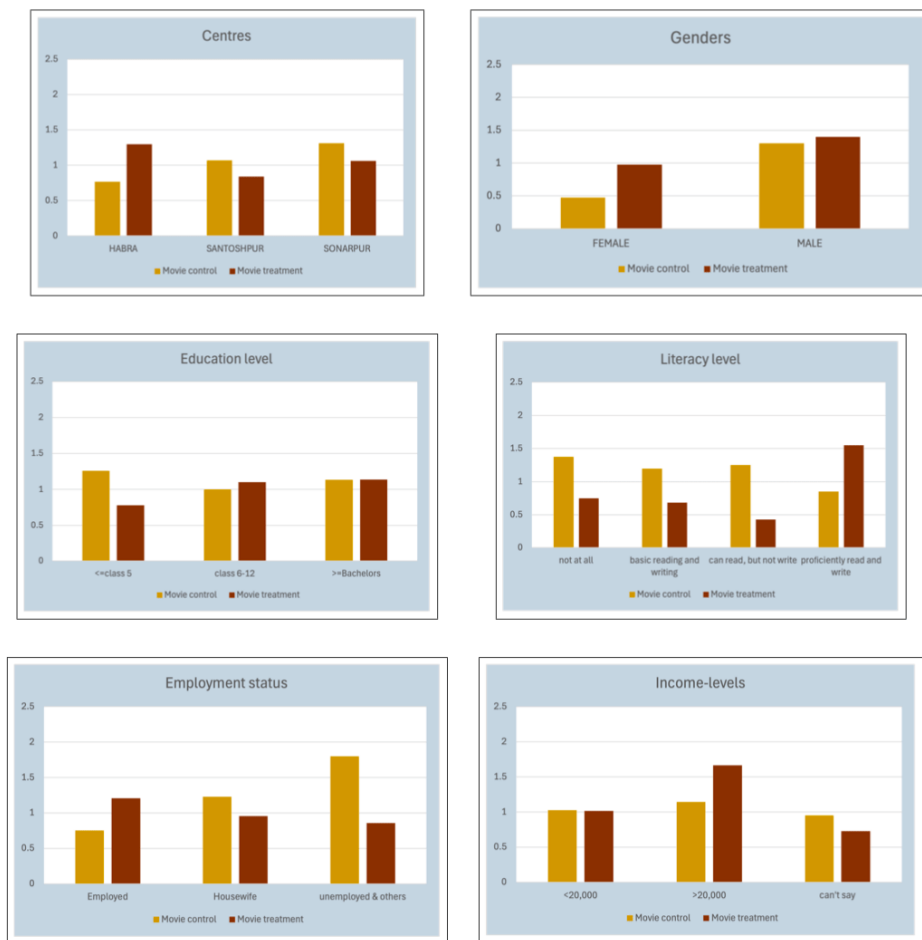 Centres
2.5
2
1.5
1
0.5
0
HABRA SANTOSHPUR SONARPUR
Movie control Movie treatment
Genders
2.5
2
1.5
1
0.5
0
FEMALE MALE
Movie control Movie treatment
Education level
2.5
2
1.5
1
0.5
0
<=class 5 class 6-12 >=Bachelors
Movie control Movie treatment
Literacy level
2.5
2
1.5
1
0.5
0
not at all basic reading and can read, but not write proficiently read and
writing write
Movie control Movie treatment
Employment status
2.5
2
1.5
1
0.5
0
Employed Housewife unemployed & others
Movie control Movie treatment
Income-levels
2.5
2
1.5
1
0.5
0
<20,000 >20,000 can't say
Movie control Movie treatment